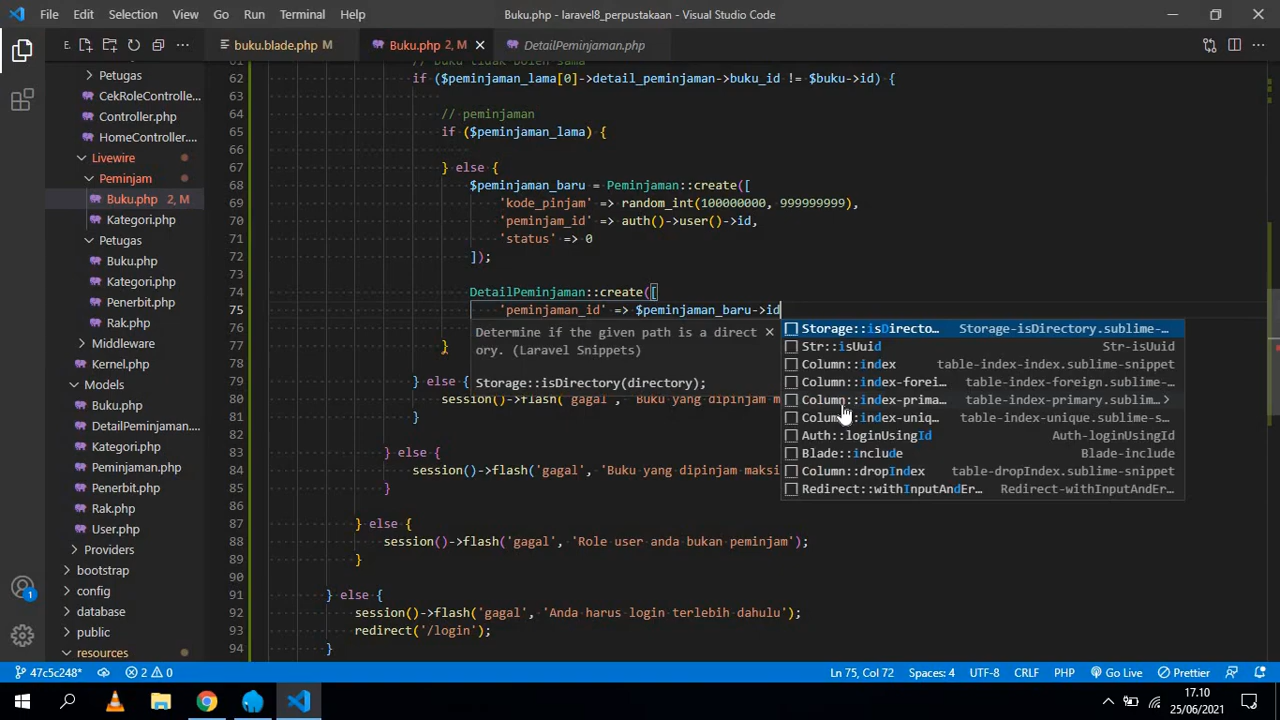 File Edit Selection View Go Run Terminal Help
Buku.php - laravel8_perpustakaan - Visual Studio Code
E.
buku.blade.php M
Buku.php 2, M
DetailPeminjaman.php
Petugas
CekRoleController...
Controller.php
HomeController....
Livewire
Peminjam
Buku.php 2, M
Kategori.php
Petugas
Buku.php
Kategori.php
Penerbit.php
Rak.php
Middleware
Kernel.php
Models
Buku.php
DetailPeminjaman....
Kategori.php
Peminjaman.php
Penerbit.php
Rak.php
User.php
Providers
bootstrap
config
database
public
resources
61 // buku tidak boleh sama
62 if ($peminjaman_lama[0]->detail_peminjaman->buku_id != $buku->id) {
63
64 // peminjaman
65 if ($peminjaman_lama) {
66
67 } else {
68 $peminjaman_baru = Peminjaman::create([
69 'kode_pinjam' => random_int(100000000, 999999999),
70 'peminjam_id' => auth()->user()->id,
71 'status' => 0
72 ]);
73
74 DetailPeminjaman::create([
75 'peminjaman_id' => $peminjaman_baru->id
76
77 }
78
79 } else {
80 session()->flash('gagal', 'Buku yang dipinjam m
81 }
82
83 } else {
84 session()->flash('gagal', 'Buku yang dipinjam maksi
85 }
86
87 } else {
88 session()->flash('gagal', 'Role user anda bukan peminjam');
89 }
90
91 } else {
92 session()->flash('gagal', 'Anda harus login terlebih dahulu');
93 redirect('/login');
94 }
Determine if the given path is a direct
ory. (Laravel Snippets)
Storage::isDirectory(directory);
Storage::isDirecto... Storage-isDirectory.sublime-...
Str::isUuid Str-isUuid
Column::index table-index.sublime-snippet
Column::index-forei... table-index-foreign.sublime-...
Column::index-prima... table-index-primary.sublim...
Column::index-uniq... table-index-unique.sublime-s...
Auth::loginUsingId Auth-loginUsingId
Blade::include Blade-include
Column::dropIndex table-dropIndex.sublime-snippet
Redirect::withInputAndEr... Redirect-withInputAndEr...
1
47c5c248* 2 0 Ln 75, Col 72 Spaces: 4 UTF-8 CRLF PHP Go Live Prettier
17.10
25/06/2021